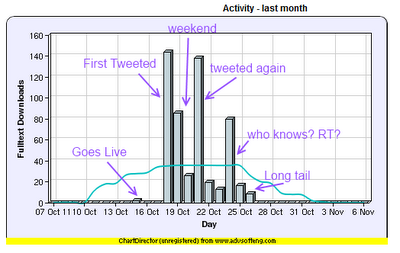 Activity - last month
weekend
First Tweeted
tweeted again
who knows? RT?
Goes Live
Long tail
Fulltext Downloads
160
140
120
100
80
60
40
20
0
07 Oct 11 10 Oct 13 Oct 16 Oct 19 Oct 22 Oct 25 Oct 28 Oct 31 Oct 3 Nov 6 Nov
Day
ChartDirector (unregistered) from www.advsofteng.com